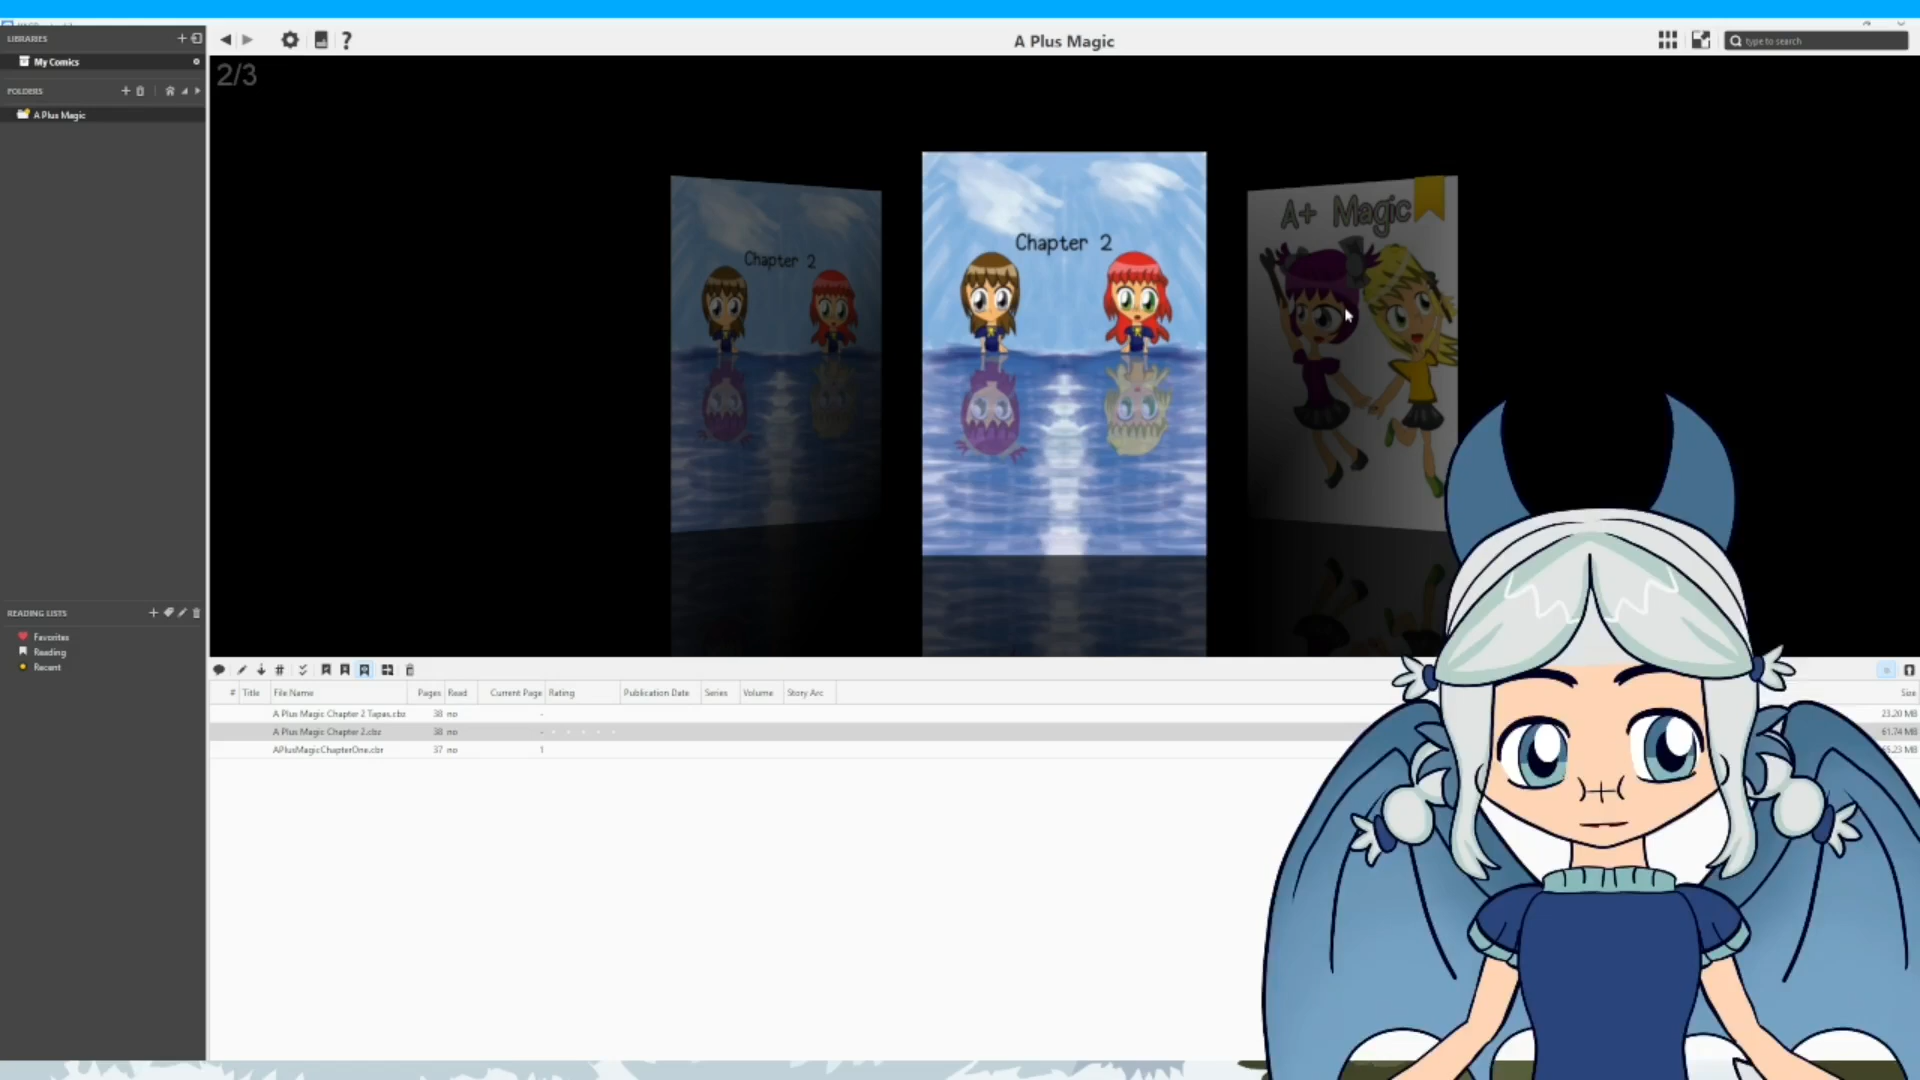 LIBRARIES
My Comics
FOLDERS
A Plus Magic
READING LISTS
Favorites
Reading
Recent
A Plus Magic
type to search
2/3
Chapter 2
Chapter 2
A+ Magic
# Title File Name Pages Read Current Page Rating Publication Date Series Volume Story Arc Size
A Plus Magic Chapter 2 Tapas.cbz 38 no - 23.20 MB
A Plus Magic Chapter 2.cbz 38 no - 61.74 MB
APlusMagicChapterOne.cbr 37 no 1